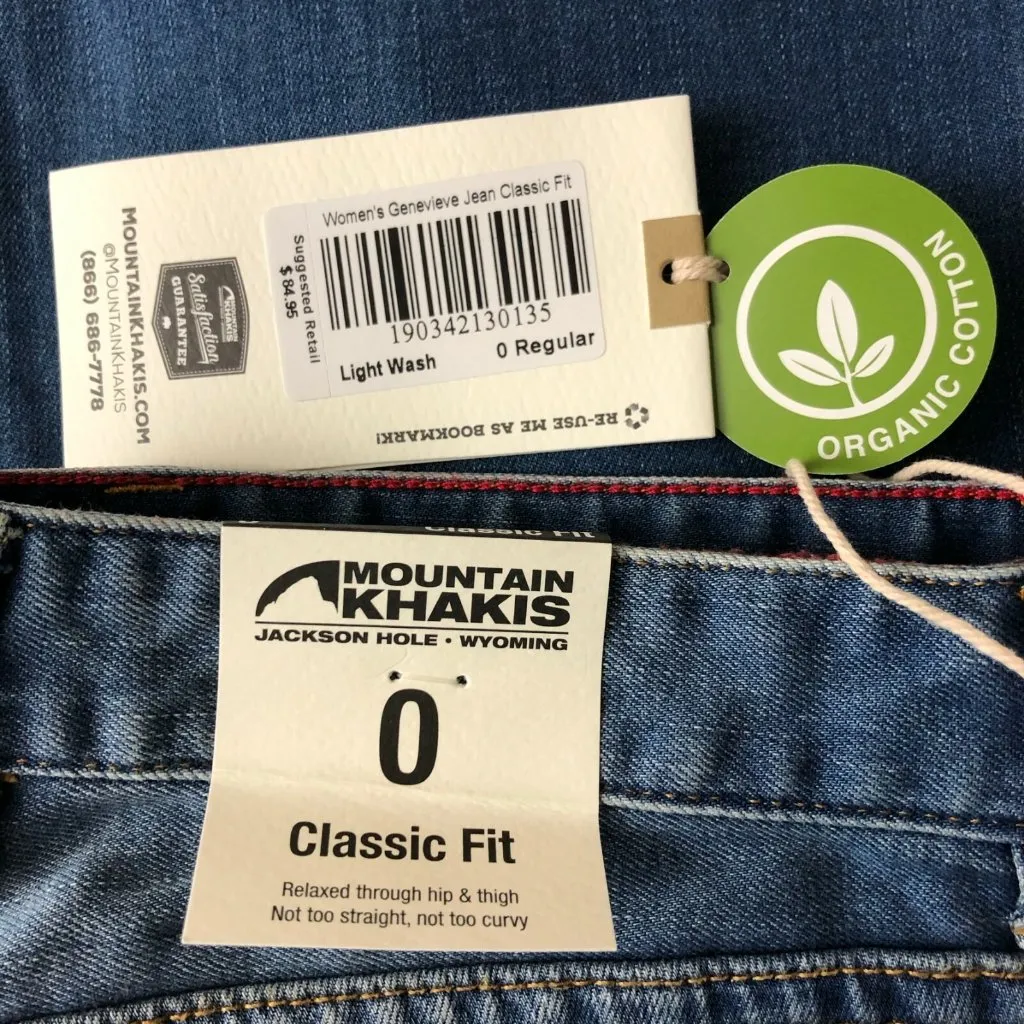 Women's Genevieve Jean Classic Fit
190342130135
Light Wash
0 Regular
Suggested Retail
$84.95
MOUNTAINKHAKIS.COM
@MOUNTAINKHAKIS
(866) 686-7778
MOUNTAIN
KHAKIS
Satisfaction
GUARANTEE
RE-USE ME AS BOOKMARK!
ORGANIC COTTON
Classic Fit
MOUNTAIN
KHAKIS
JACKSON HOLE • WYOMING
0
Classic Fit
Relaxed through hip & thigh
Not too straight, not too curvy